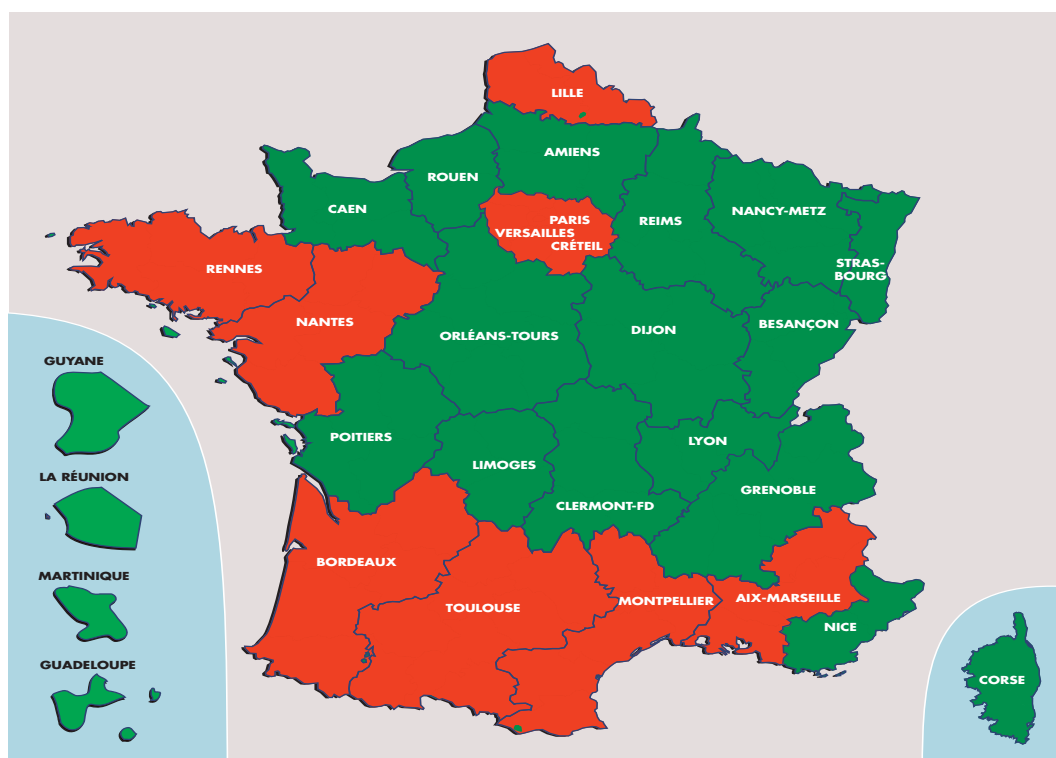 LILLE
AMIENS
ROUEN
CAEN
PARIS
VERSAILLES
CRÉTEIL
REIMS
NANCY-METZ
STRAS-
BOURG
RENNES
NANTES
ORLÉANS-TOURS
DIJON
BESANÇON
POITIERS
LIMOGES
CLERMONT-FD
LYON
GRENOBLE
BORDEAUX
TOULOUSE
MONTPELLIER
AIX-MARSEILLE
NICE
CORSE
GUYANE
LA RÉUNION
MARTINIQUE
GUADELOUPE